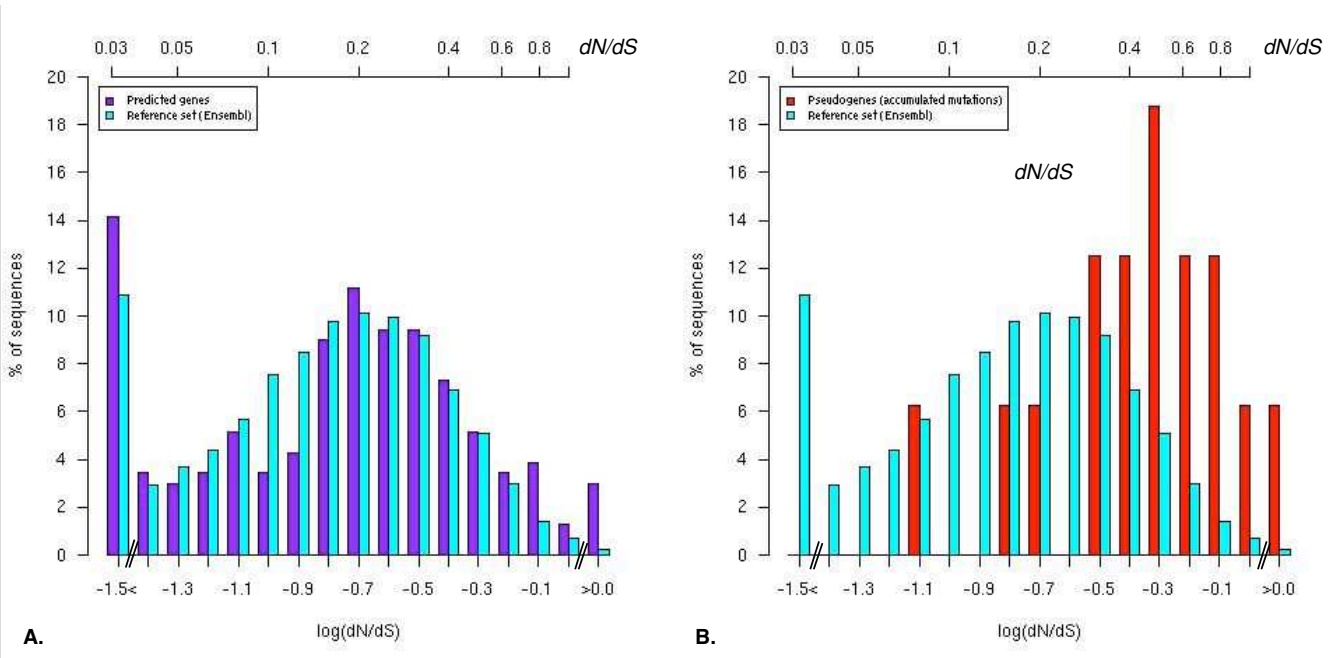 0.03 0.05 0.1 0.2 0.4 0.6 0.8 dN/dS
20
18
16
14
12
10
8
6
4
2
0
% of sequences
Predicted genes
Reference set (Ensembl)
-1.5< -1.3 -1.1 -0.9 -0.7 -0.5 -0.3 -0.1 >0.0
log(dN/dS)
A.
0.03 0.05 0.1 0.2 0.4 0.6 0.8 dN/dS
20
18
16
14
12
10
8
6
4
2
0
% of sequences
Pseudogenes (accumulated mutations)
Reference set (Ensembl)
dN/dS
-1.5< -1.3 -1.1 -0.9 -0.7 -0.5 -0.3 -0.1 >0.0
log(dN/dS)
B.